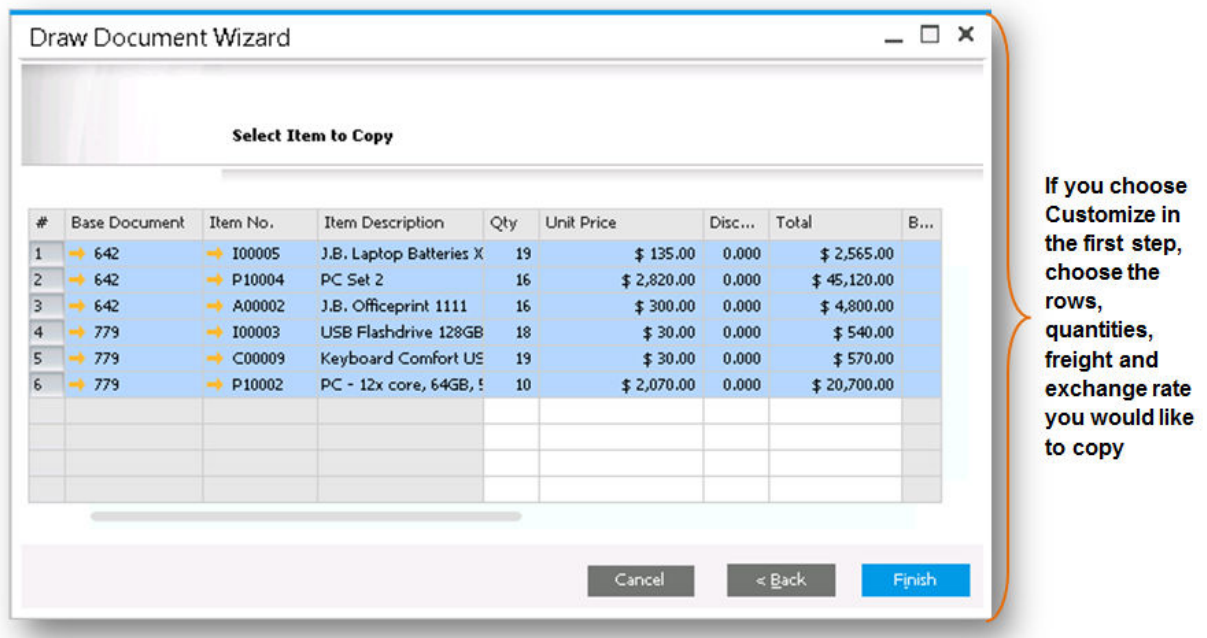 Draw Document Wizard
Select Item to Copy
# Base Document Item No. Item Description Qty Unit Price Disc... Total B...
1 642 I00005 J.B. Laptop Batteries X 19 $ 135.00 0.000 $ 2,565.00
2 642 P10004 PC Set 2 16 $ 2,820.00 0.000 $ 45,120.00
3 642 A00002 J.B. Officeprint 1111 16 $ 300.00 0.000 $ 4,800.00
4 779 I00003 USB Flashdrive 128GB 18 $ 30.00 0.000 $ 540.00
5 779 C00009 Keyboard Comfort US 19 $ 30.00 0.000 $ 570.00
6 779 P10002 PC - 12x core, 64GB, 5 10 $ 2,070.00 0.000 $ 20,700.00
Cancel < Back Finish
If you choose
Customize in
the first step,
choose the
rows,
quantities,
freight and
exchange rate
you would like
to copy